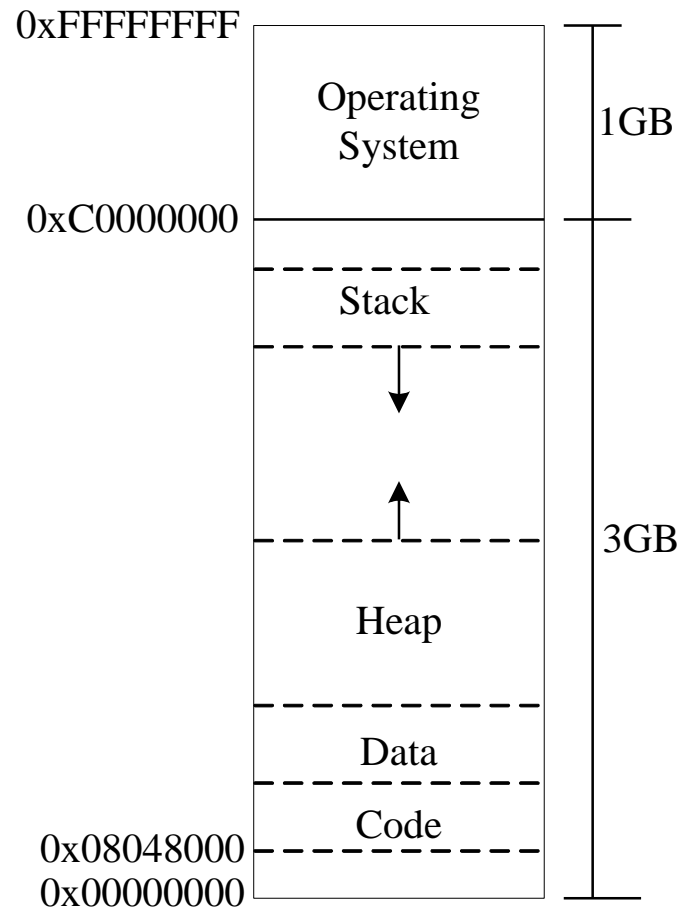 0xFFFFFFFF
Operating
System
1GB
0xC0000000
Stack
3GB
Heap
Data
Code
0x08048000
0x00000000